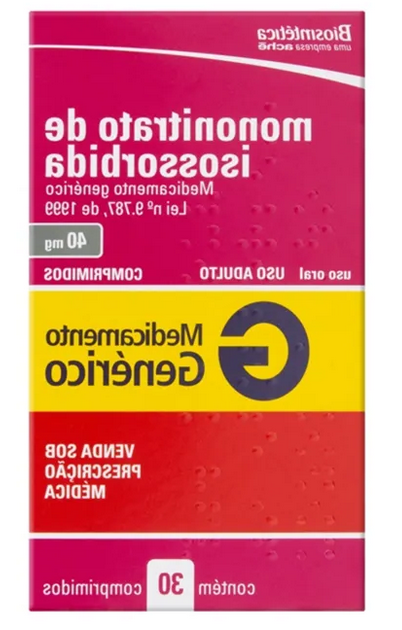 Biosintética
uma empresa aché
mononitrato de
isossorbida
Medicamento genérico
Lei nº 9.787, de 1999
40 mg
uso oral USO ADULTO COMPRIMIDOS
G Medicamento
Genérico
VENDA SOB
PRESCRIÇÃO
MÉDICA
contém 30 comprimidos